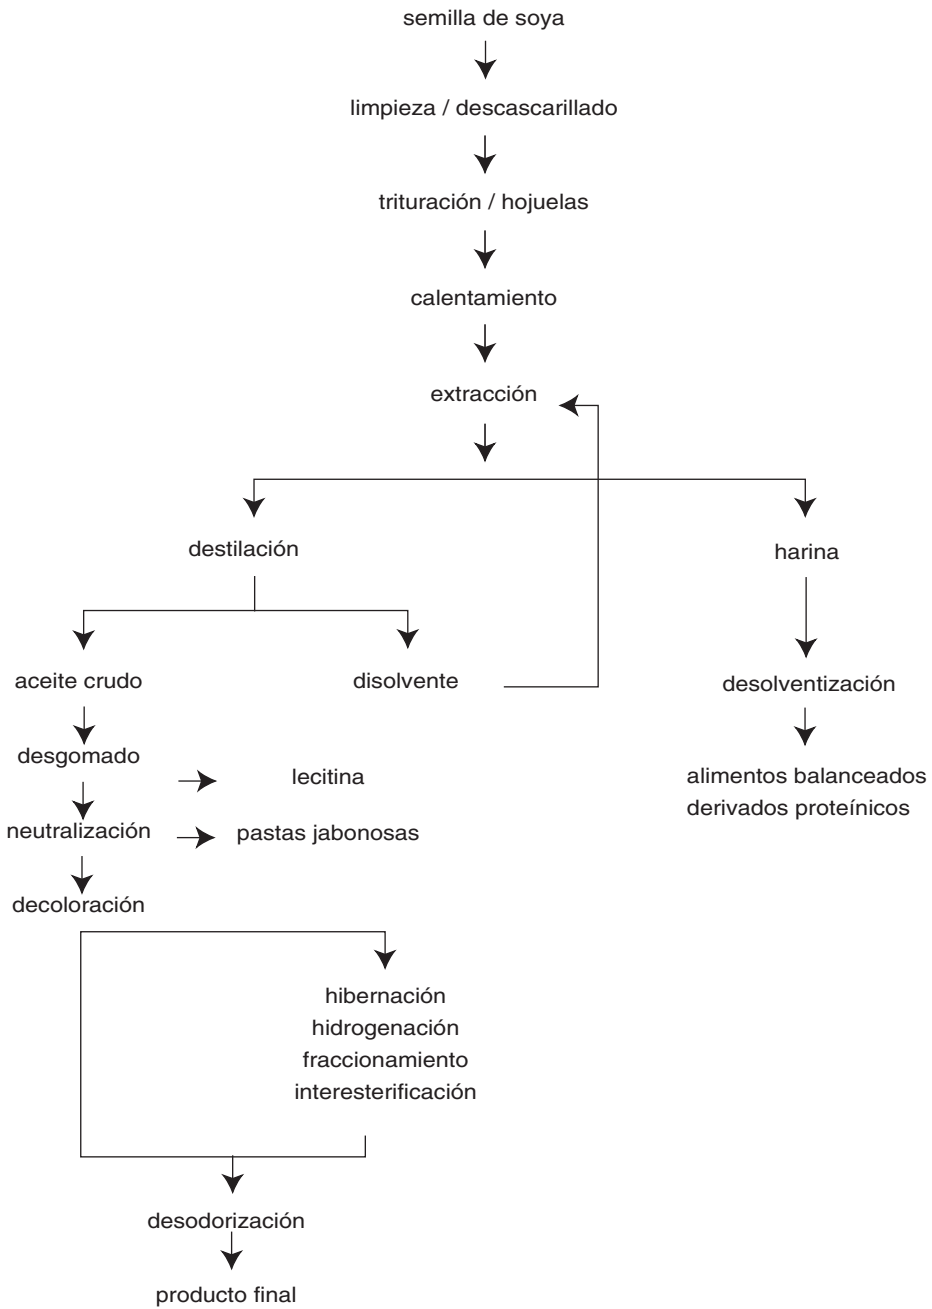 semilla de soya
limpieza / descascarillado
trituración / hojuelas
calentamiento
extracción
destilación
harina
aceite crudo
disolvente
desolventización
desgomado
lecitina
alimentos balanceados
derivados proteínicos
neutralización
pastas jabonosas
decoloración
hibernación
hidrogenación
fraccionamiento
interesterificación
desodorización
producto final